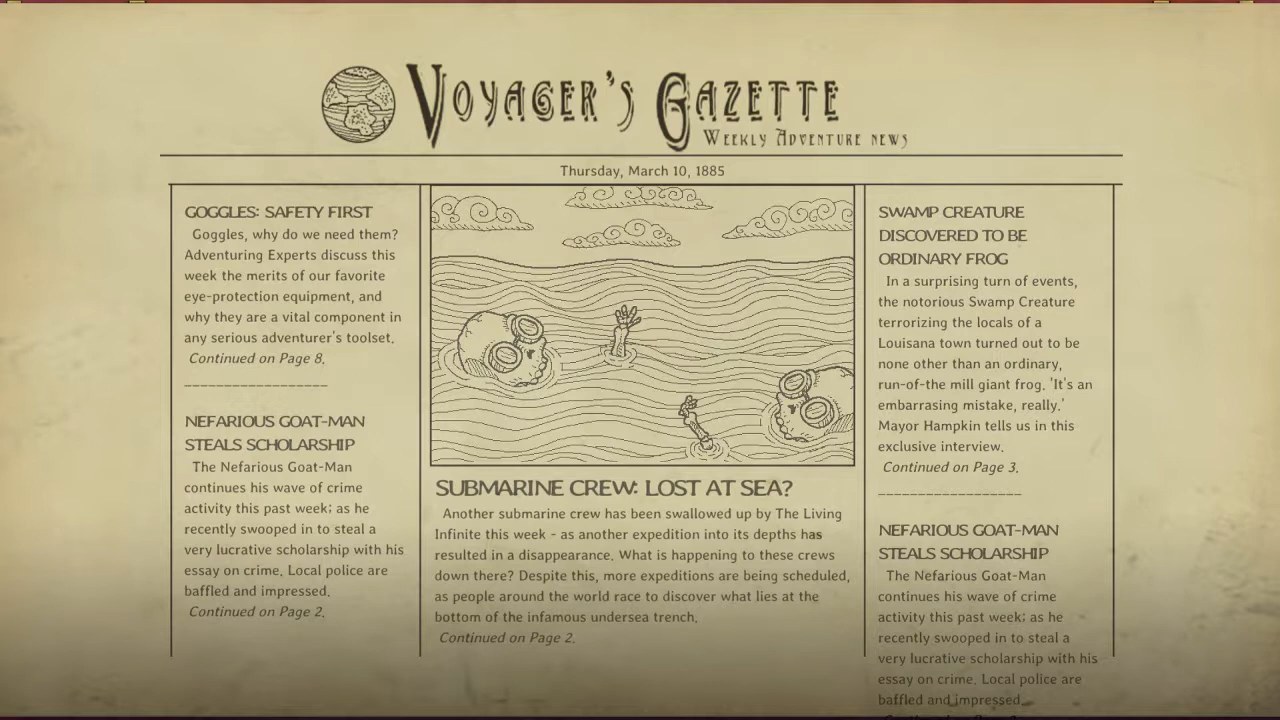 VOYAGER'S GAZETTE
WEEKLY ADVENTURE NEWS
Thursday, March 10, 1885
GOGGLES: SAFETY FIRST
Goggles, why do we need them?
Adventuring Experts discuss this
week the merits of our favorite
eye-protection equipment, and
why they are a vital component in
any serious adventurer's toolset.
Continued on Page 8.
__________________
NEFARIOUS GOAT-MAN
STEALS SCHOLARSHIP
The Nefarious Goat-Man
continues his wave of crime
activity this past week; as he
recently swooped in to steal a
very lucrative scholarship with his
essay on crime. Local police are
baffled and impressed.
Continued on Page 2.
SUBMARINE CREW: LOST AT SEA?
Another submarine crew has been swallowed up by The Living
Infinite this week - as another expedition into its depths has
resulted in a disappearance. What is happening to these crews
down there? Despite this, more expeditions are being scheduled,
as people around the world race to discover what lies at the
bottom of the infamous undersea trench.
Continued on Page 2.
SWAMP CREATURE
DISCOVERED TO BE
ORDINARY FROG
In a surprising turn of events,
the notorious Swamp Creature
terrorizing the locals of a
Louisana town turned out to be
none other than an ordinary,
run-of-the mill giant frog. 'It's an
embarrasing mistake, really.'
Mayor Hampkin tells us in this
exclusive interview.
Continued on Page 3.
__________________
NEFARIOUS GOAT-MAN
STEALS SCHOLARSHIP
The Nefarious Goat-Man
continues his wave of crime
activity this past week; as he
recently swooped in to steal a
very lucrative scholarship with his
essay on crime. Local police are
baffled and impressed.